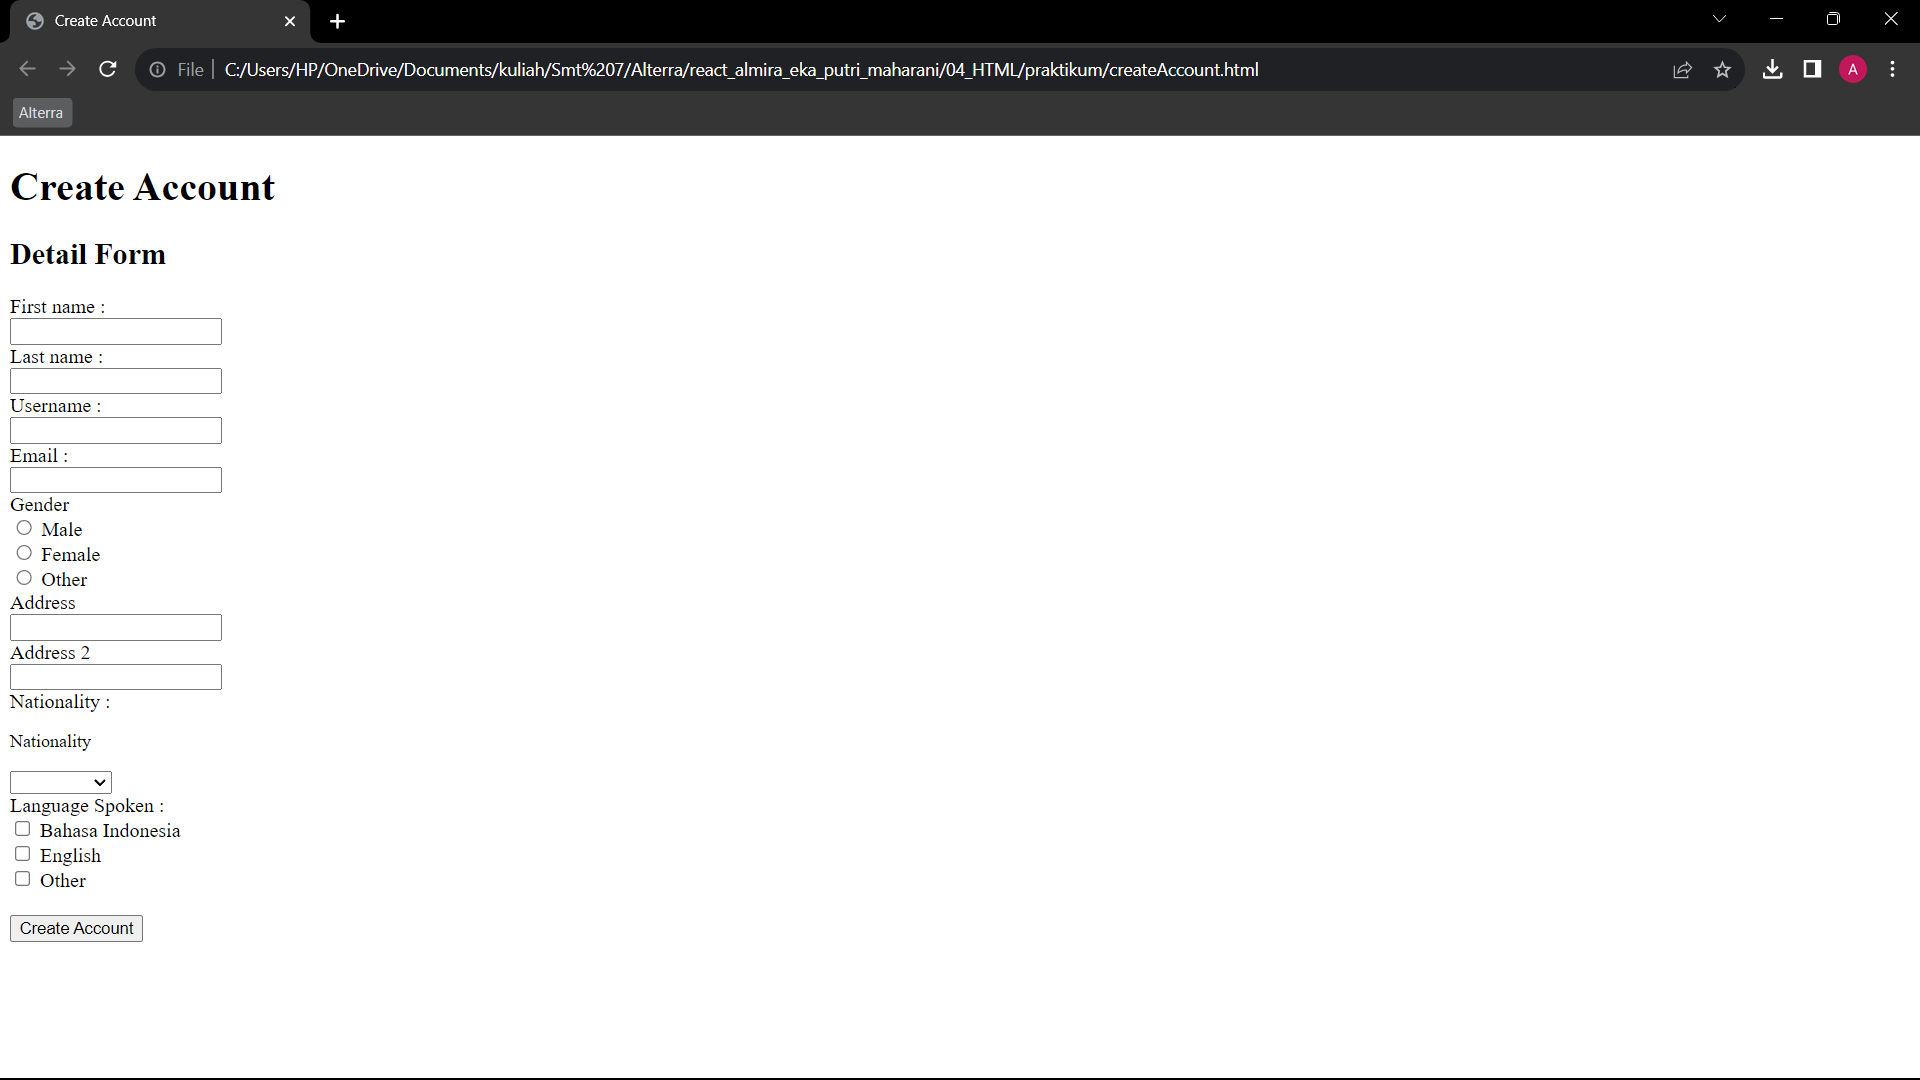 Create Account
File
C:/Users/HP/OneDrive/Documents/kuliah/Smt%207/Alterra/react_almira_eka_putri_maharani/04_HTML/praktikum/createAccount.html
A
Alterra
Create Account
Detail Form
First name :
Last name :
Username :
Email :
Gender
Male
Female
Other
Address
Address 2
Nationality :
Nationality
Language Spoken :
Bahasa Indonesia
English
Other
Create Account